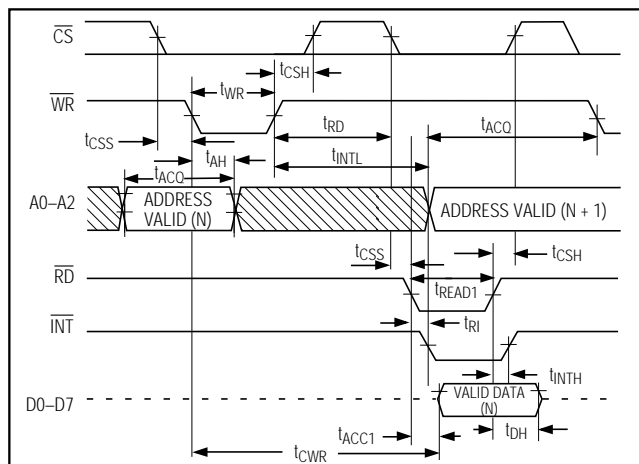 CS
tCSH
tWR
WR
tRD
tACQ
tCSS
tAH
tINTL
tACQ
A0–A2
ADDRESS
VALID (N)
ADDRESS VALID (N + 1)
tCSS
tCSH
RD
tREAD1
tRI
INT
tINTH
D0–D7
VALID DATA
(N)
tACC1
tDH
tCWR